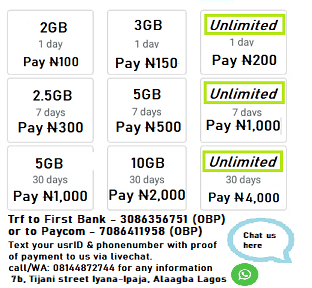 2GB
1 day
Pay ₦100
3GB
1 day
Pay ₦150
Unlimited
1 day
Pay ₦200
2.5GB
7 days
Pay ₦300
5GB
7 days
Pay ₦500
Unlimited
7 days
Pay ₦1,000
5GB
30 days
Pay ₦1,000
10GB
30 days
Pay ₦2,000
Unlimited
30 days
Pay ₦4,000
Trf to First Bank - 3086356751 (OBP)
or to Paycom - 7086411958 (OBP)
Text your usrID & phonenumber with proof
of payment to us via livechat.
call/WA: 08144872744 for any information
7b, Tijani street Iyana-Ipaja, Alaagba Lagos
Chat us
here